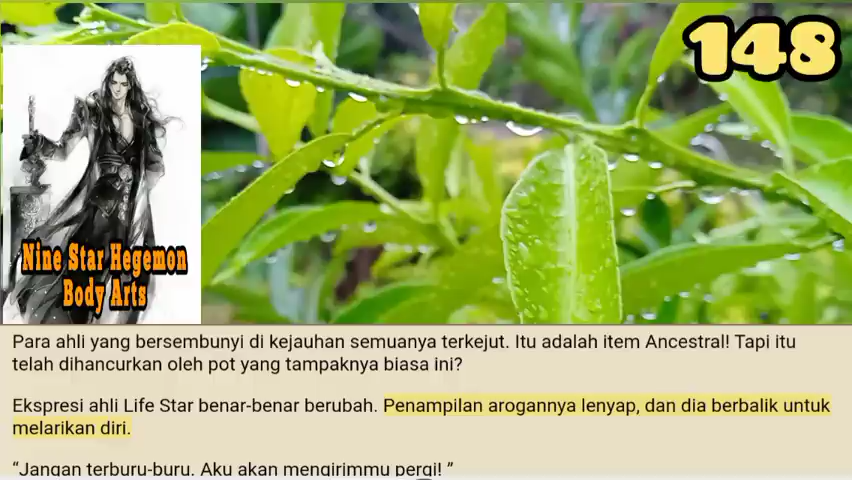 148
Nine Star Hegemon
Body Arts
Para ahli yang bersembunyi di kejauhan semuanya terkejut. Itu adalah item Ancestral! Tapi itu
telah dihancurkan oleh pot yang tampaknya biasa ini?
Ekspresi ahli Life Star benar-benar berubah. Penampilan arogannya lenyap, dan dia berbalik untuk
melarikan diri.
“Jangan terburu-buru. Aku akan mengirimmu pergi! ”